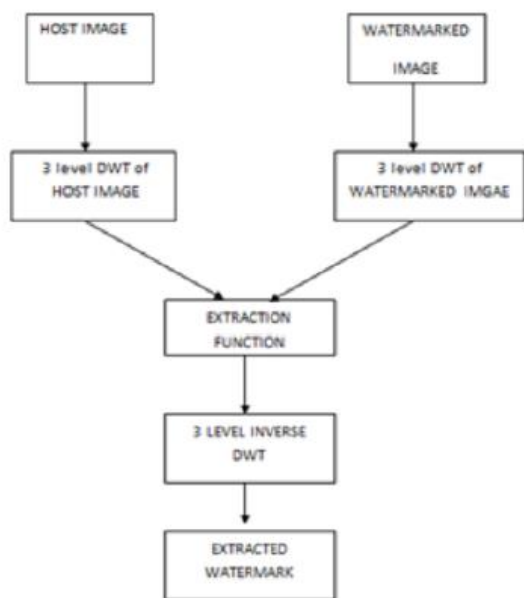 HOST IMAGE
WATERMARKED
IMAGE
3 level DWT of
HOST IMAGE
3 level DWT of
WATERMARKED IMGAE
EXTRACTION
FUNCTION
3 LEVEL INVERSE
DWT
EXTRACTED
WATERMARK